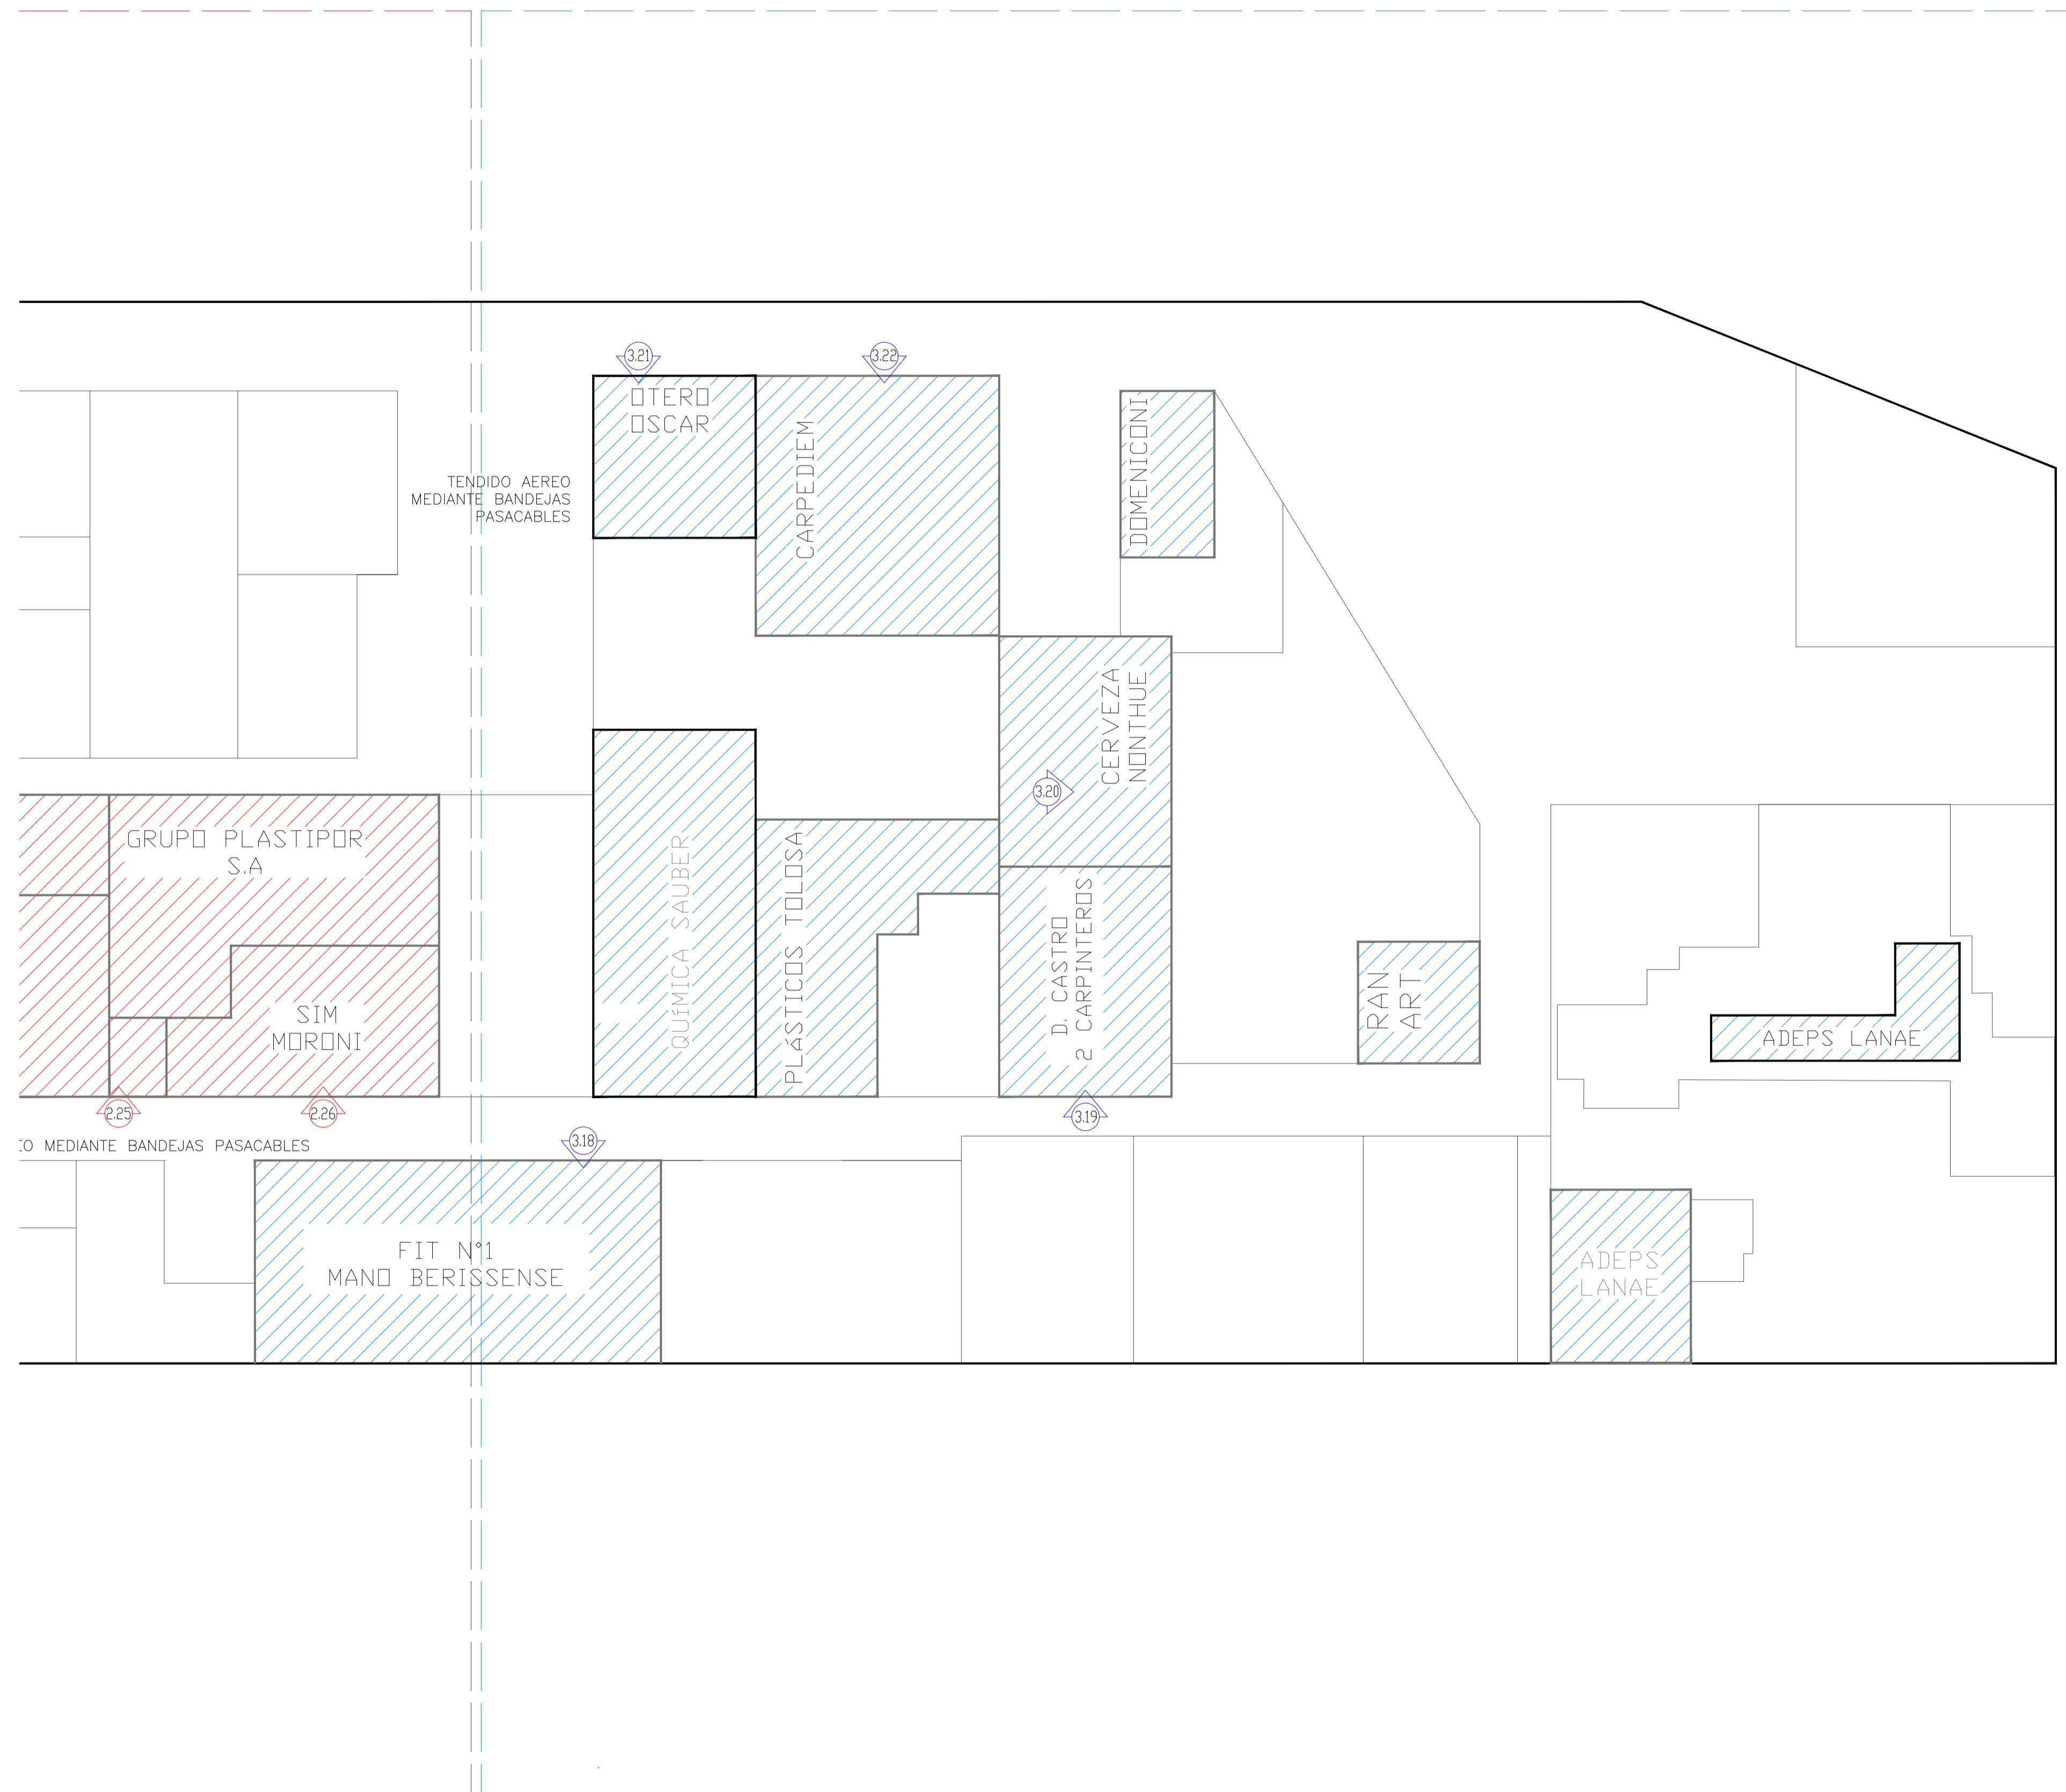 3.21
3.22
OTERO
OSCAR
CARPEDIEM
DOMENICONI
TENDIDO AEREO
MEDIANTE BANDEJAS
PASACABLES
CERVEZA
NONTHUE
3.20
GRUPO PLASTIPOR
S.A
QUÍMICA SAUBER
PLÁSTICOS TOLOSA
D. CASTRO
2 CARPINTEROS
RAN
ART
SIM
MORONI
ADEPS LANAE
2.25
2.26
3.19
3.18
O MEDIANTE BANDEJAS PASACABLES
FIT N°1
MANO BERISSENSE
ADEPS
LANAE